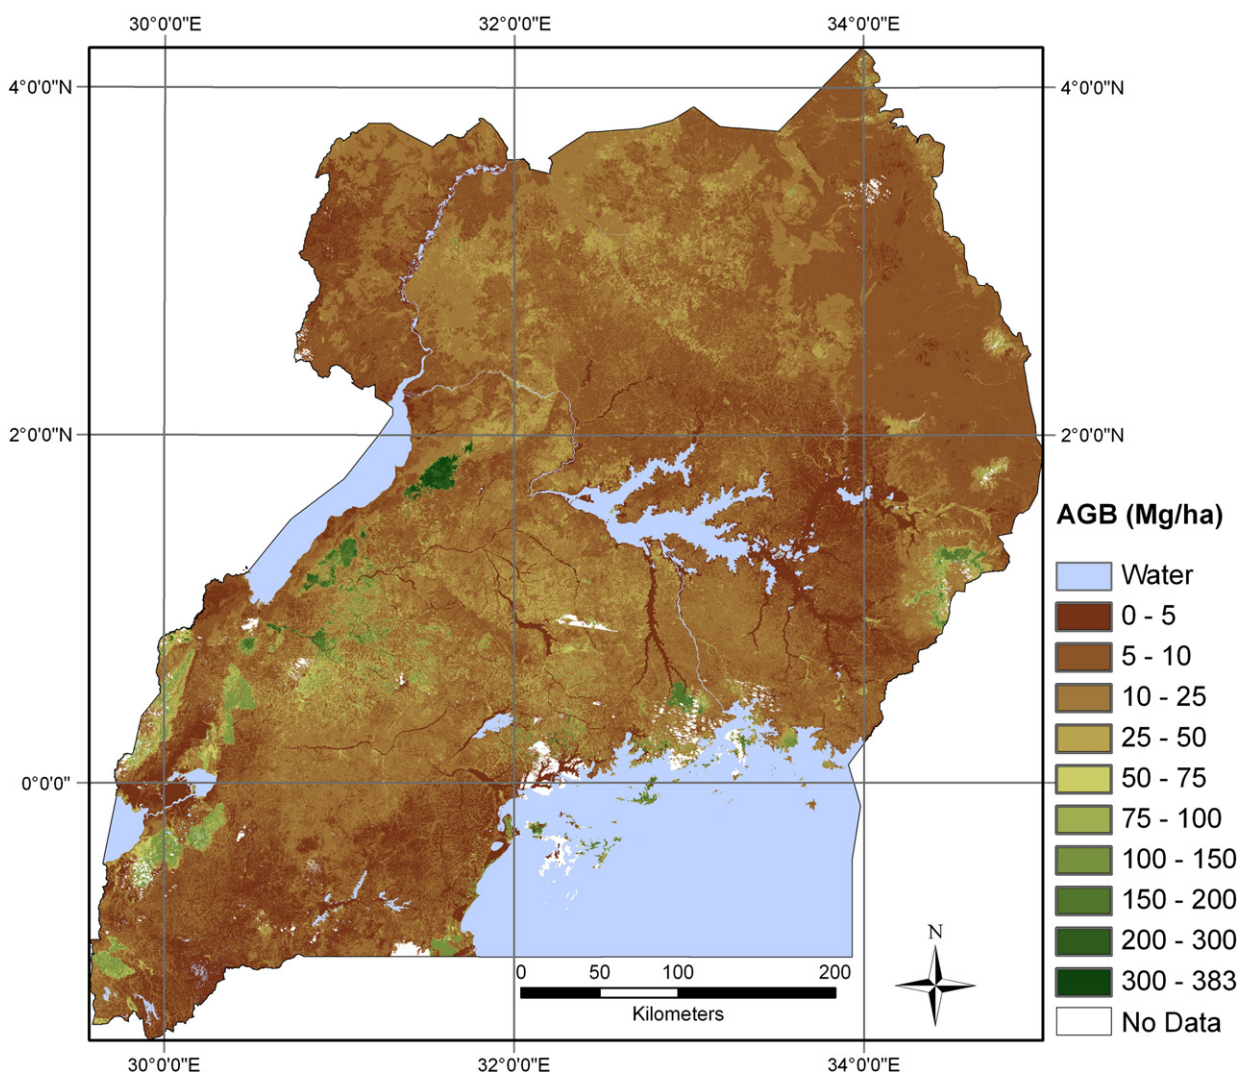 30°0'0"E 32°0'0"E 34°0'0"E
4°0'0"N 4°0'0"N
2°0'0"N 2°0'0"N
AGB (Mg/ha)
Water
0 - 5
5 - 10
10 - 25
25 - 50
0°0'0" 0°0'0"
50 - 75
75 - 100
100 - 150
150 - 200
200 - 300
300 - 383
No Data
N
0 50 100 200
Kilometers
30°0'0"E 32°0'0"E 34°0'0"E